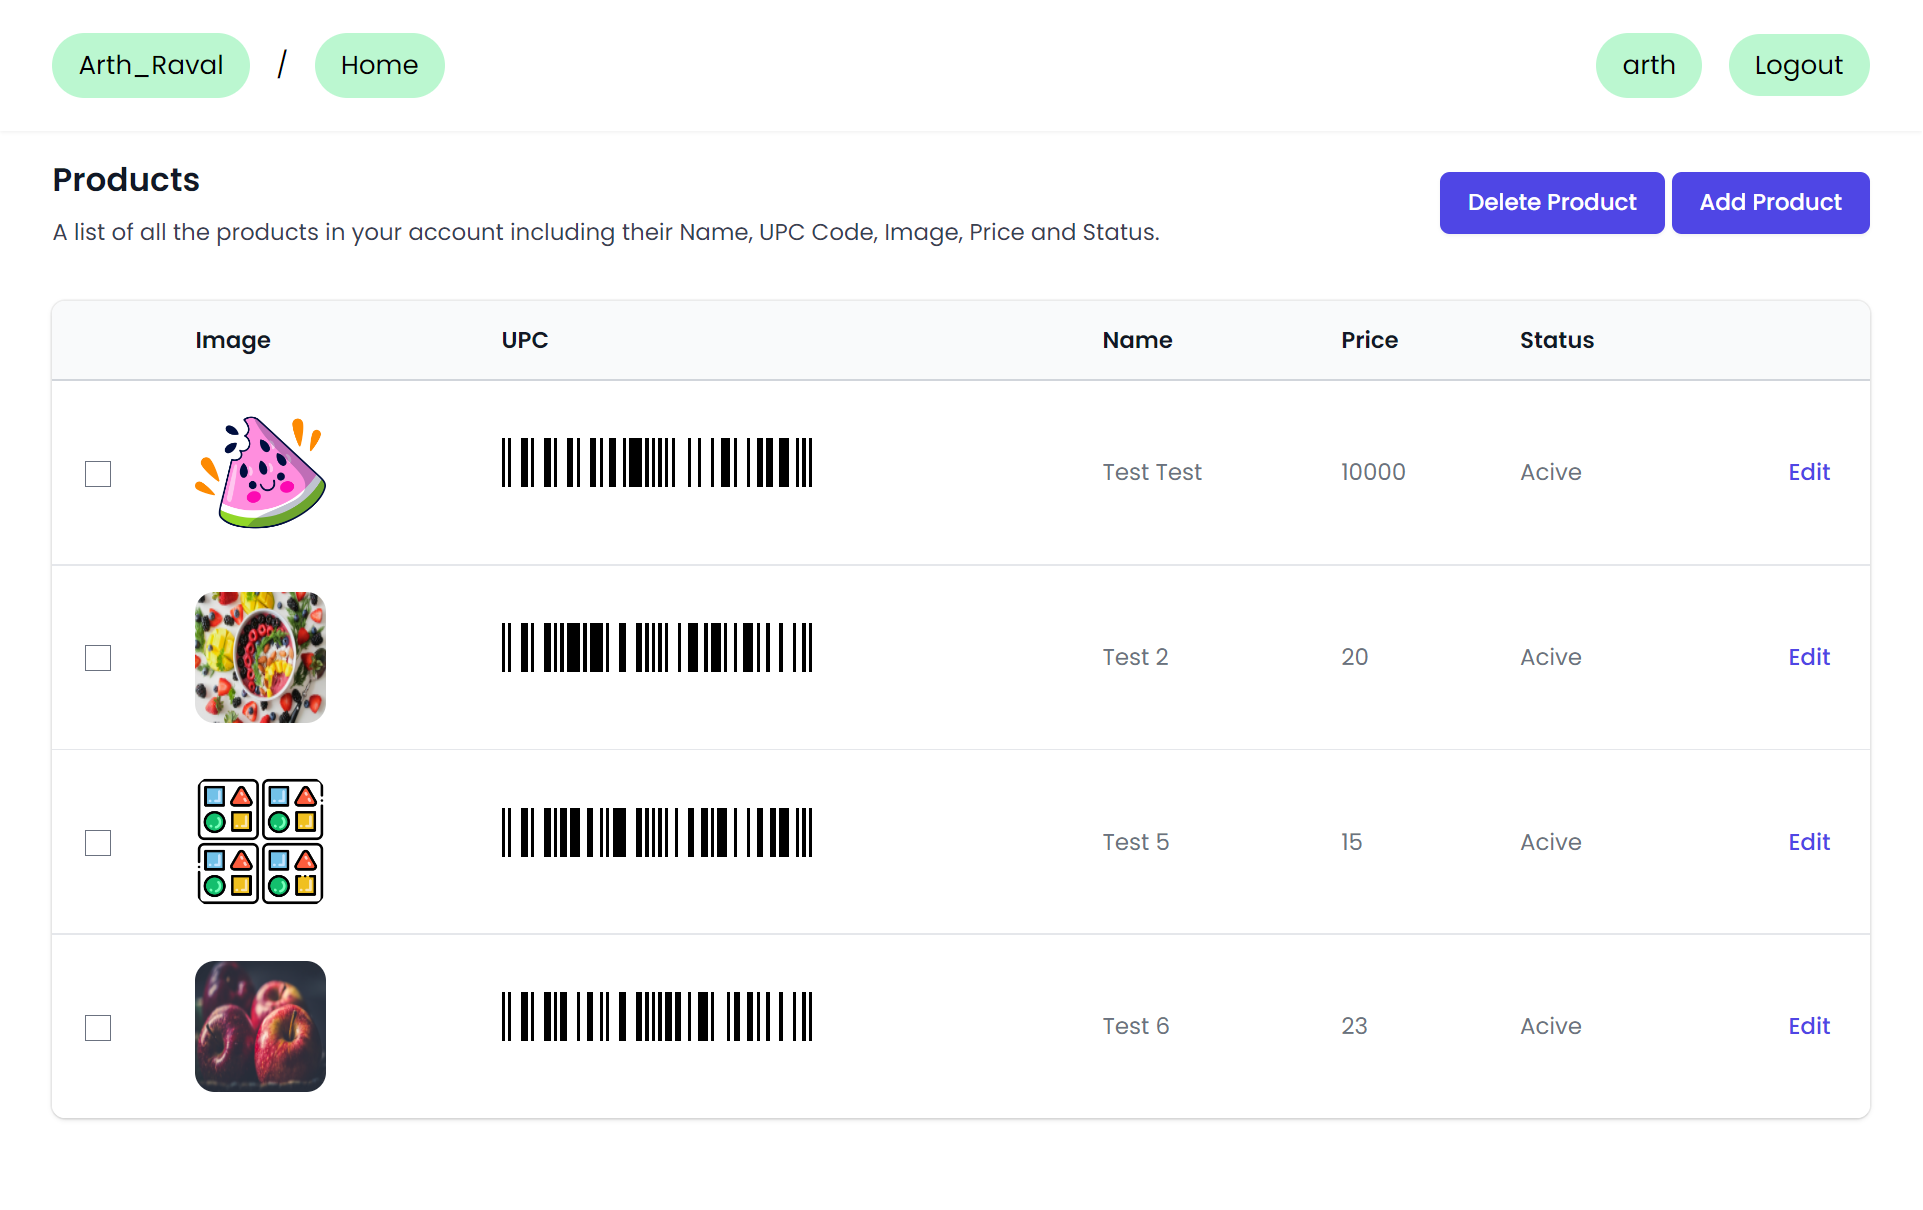 Arth_Raval / Home arth Logout
Products
Delete Product Add Product
A list of all the products in your account including their Name, UPC Code, Image, Price and Status.
Image UPC Name Price Status
Test Test 10000 Acive Edit
Test 2 20 Acive Edit
Test 5 15 Acive Edit
Test 6 23 Acive Edit